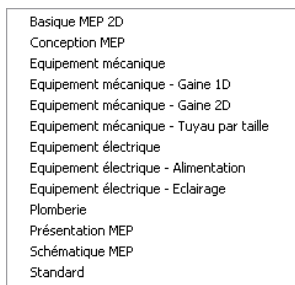 Basique MEP 2D
Conception MEP
Equipement mécanique
Equipement mécanique - Gaine 1D
Equipement mécanique - Gaine 2D
Equipement mécanique - Tuyau par taille
Equipement électrique
Equipement électrique - Alimentation
Equipement électrique - Eclairage
Plomberie
Présentation MEP
Schématique MEP
Standard